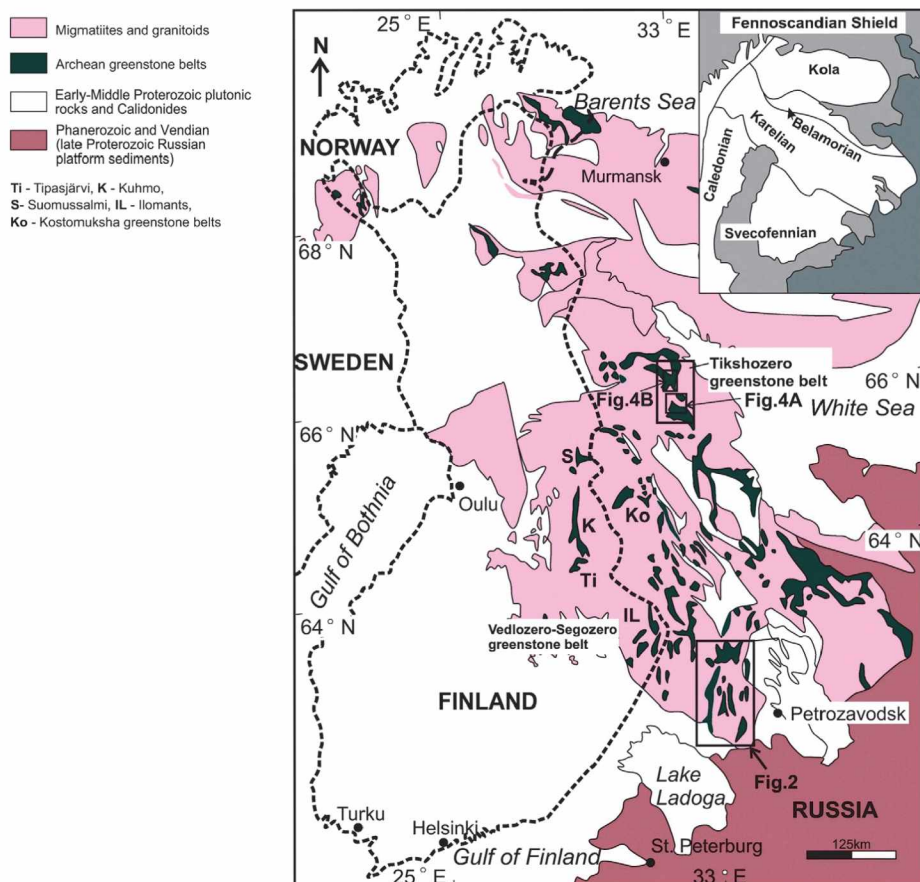 Migmatiites and granitoids
Archean greenstone belts
Early-Middle Proterozoic plutonic
rocks and Calidonides
Phanerozoic and Vendian
(late Proterozoic Russian
platform sediments)
Ti - Tipasjärvi, K - Kuhmo,
S- Suomussalmi, IL - Ilomants,
Ko - Kostomuksha greenstone belts
25° E
33° E
N
Barents Sea
NORWAY
Murmansk
68° N
Fennoscandian Shield
Kola
Belamorian
Karelian
Caledonian
Svecofennian
SWEDEN
Tikshozero
greenstone belt
66° N
Fig.4B
Fig.4A
White Sea
66° N
S
Oulu
Ko
K
Gulf of Bothnia
64° N
Ti
IL
64° N
Vedlozero-Segozero
greenstone belt
FINLAND
Petrozavodsk
Fig.2
Lake
Ladoga
RUSSIA
Turku
Helsinki
125km
Gulf of Finland
St. Peterburg
25° E
33° E